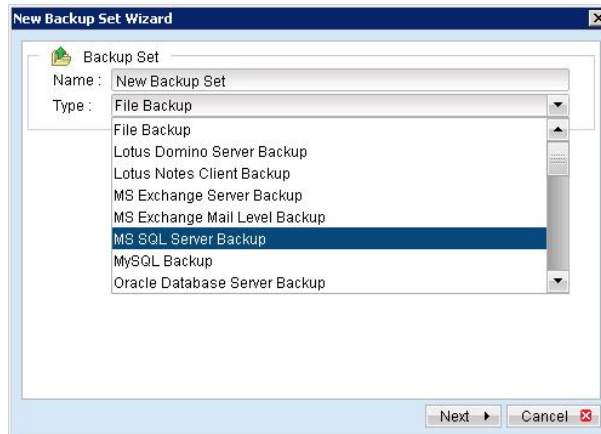 New Backup Set Wizard
Backup Set
Name : New Backup Set
Type : File Backup
File Backup
Lotus Domino Server Backup
Lotus Notes Client Backup
MS Exchange Server Backup
MS Exchange Mail Level Backup
MS SQL Server Backup
MySQL Backup
Oracle Database Server Backup
Next Cancel